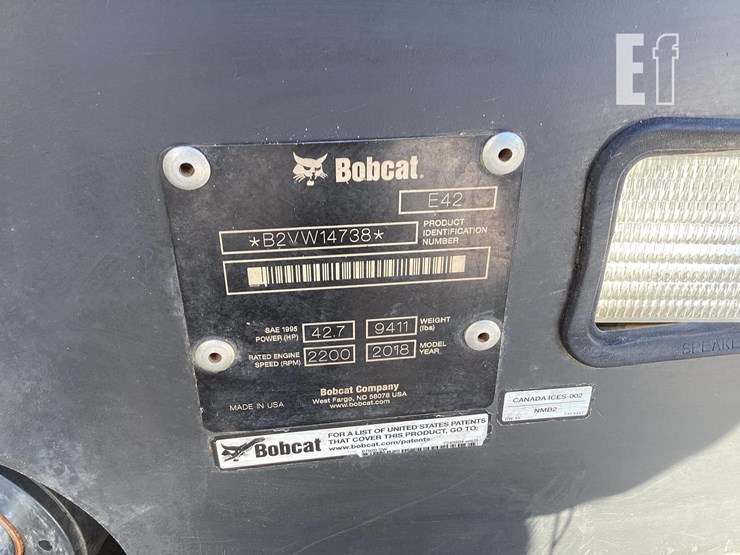 Ef
Bobcat.
E42
*B2VW14738*
PRODUCT
IDENTIFICATION
NUMBER
SAE 1995
POWER (HP)
42.7
9411
WEIGHT
(lbs)
RATED ENGINE
SPEED (RPM)
2200
2018
MODEL
YEAR
Bobcat Company
West Fargo, ND 58078 USA
www.bobcat.com
MADE IN USA
CANADA ICES-002
NMB2
Bobcat
FOR A LIST OF UNITED STATES PATENTS
THAT COVER THIS PRODUCT, GO TO:
www.bobcat.com/patents